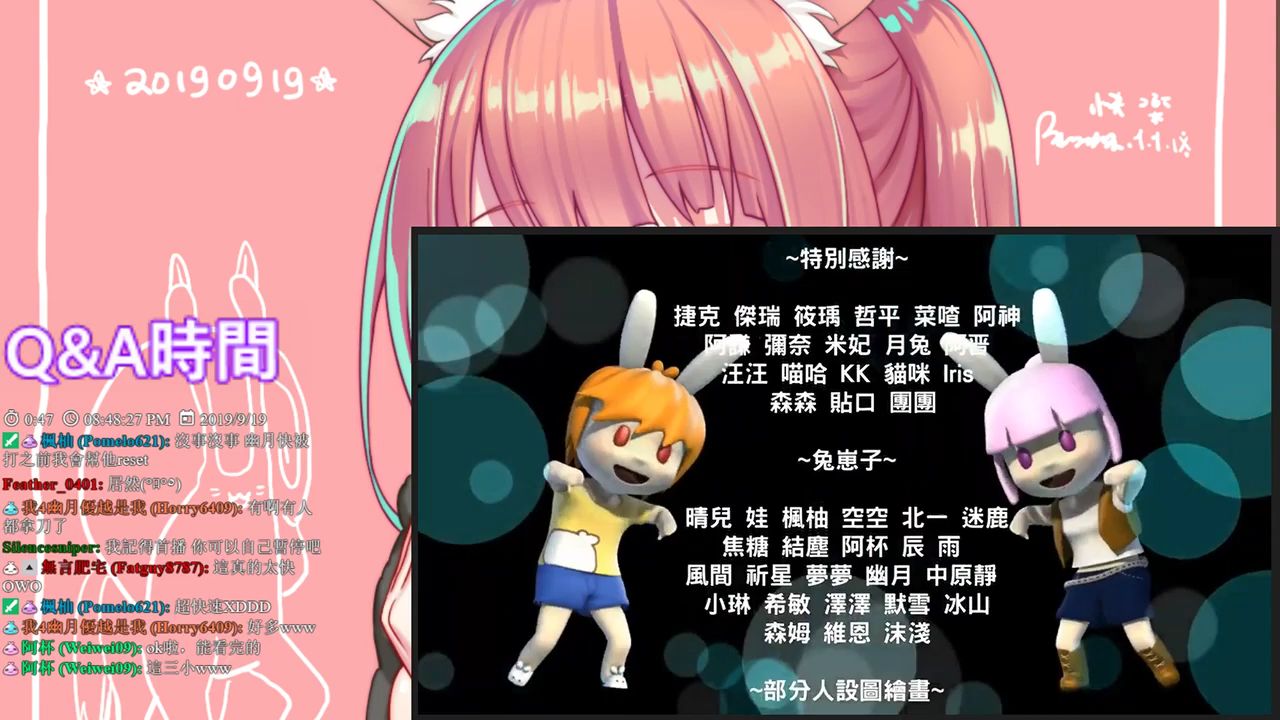 20190919
快樂
Q&A時間
0:47 08:48:27 PM 2019/9/19
楓柚 (Pomelo621): 沒事沒事 幽月快被
打之前我會幫他reset
Feather_0401: 居然(°ㅁ°
我4幽月優越是我 (Horry6409): 有啊有人
都拿刀了
Silencesniper: 我記得首播 你可以自己暫停吧
無言肥宅 (Fatguy8787): 這真的太快
OWO
楓柚 (Pomelo621): 超快速XDDD
我4幽月優越是我 (Horry6409): 好多www
阿杯 (Weiwei09): ok啦，能看完的
阿杯 (Weiwei09): 這三小www
~特別感謝~
捷克 傑瑞 筱瑀 哲平 菜喳 阿神
阿謙 彌奈 米妃 月兔 阿晋
汪汪 喵哈 KK 貓咪 Iris
森森 貼口 團團
~兔崽子~
晴兒 娃 楓柚 空空 北一 迷鹿
焦糖 結塵 阿杯 辰 雨
風間 祈星 夢夢 幽月 中原靜
小琳 希敏 澤澤 默雪 冰山
森姆 維恩 沫淺
~部分人設圖繪畫~